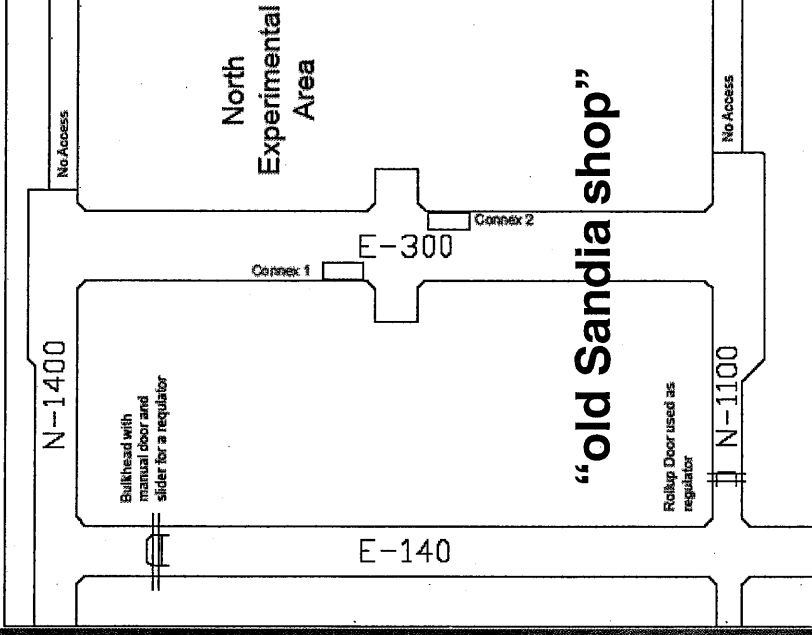 North
Experimental
Area
No Access
No Access
Connex 2
E-300
Connex 1
“old Sandia shop”
N-1400
N-1100
Bulkhead with
manual door and
slider for a regulator
Rollup Door used as
regulator
E-140